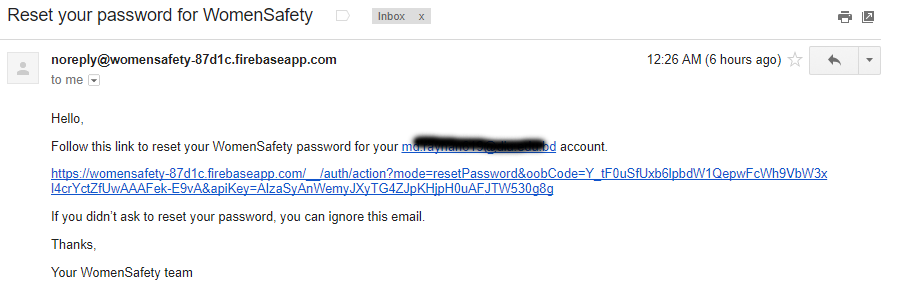 Reset your password for WomenSafety
Inbox x
noreply@womensafety-87d1c.firebaseapp.com
12:26 AM (6 hours ago)
to me
Hello,
Follow this link to reset your WomenSafety password for your account.
https://womensafety-87d1c.firebaseapp.com/__/auth/action?mode=resetPassword&oobCode=Y_tF0uSfUxb6IpbdW1QepwFcWh9VbW3x
l4crYctZfUwAAAFek-E9vA&apiKey=AIzaSyAnWemyJXyTG4ZJpKHjpH0uAFJTW530g8g
If you didn't ask to reset your password, you can ignore this email.
Thanks,
Your WomenSafety team